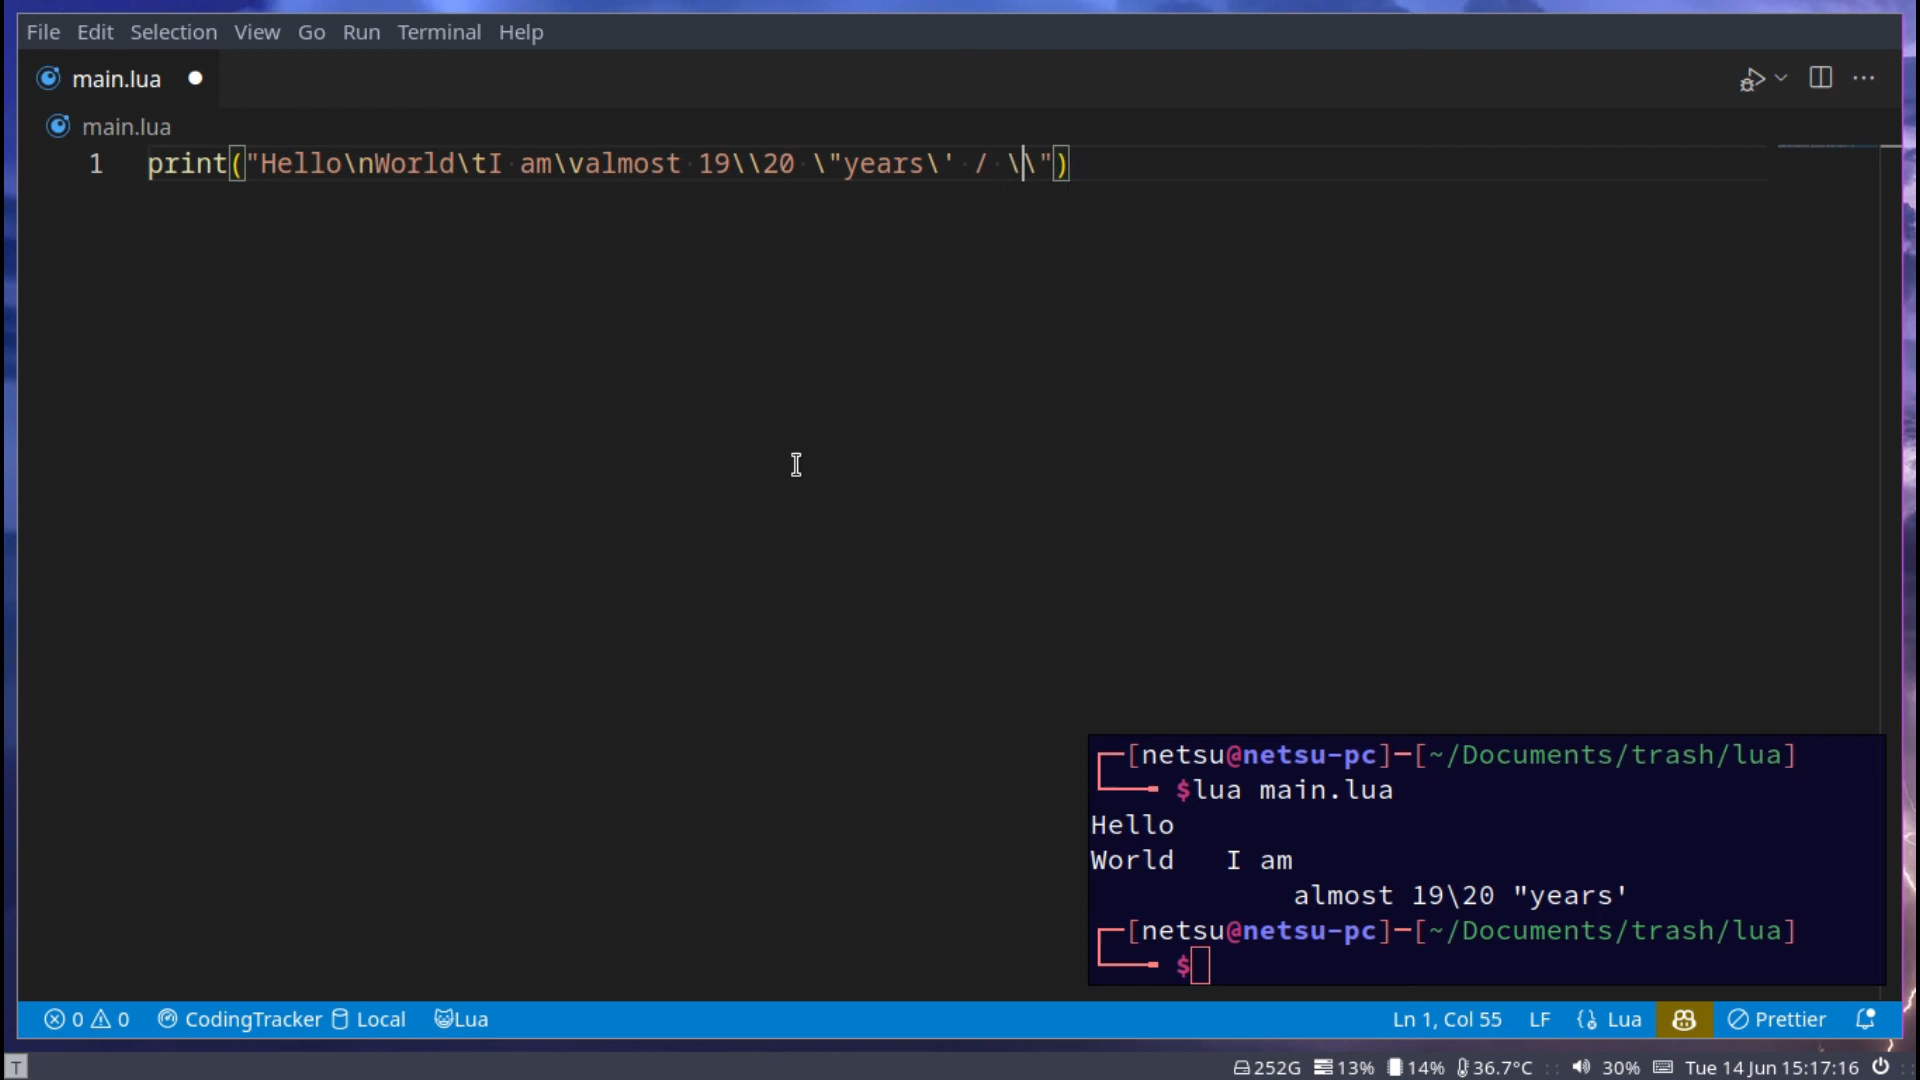 File Edit Selection View Go Run Terminal Help
main.lua
main.lua
1 print("Hello\nWorld\tI am\valmost 19\\20 \"years\' / \\")
[netsu@netsu-pc]-[~/Documents/trash/lua]
$lua main.lua
Hello
World I am
almost 19\20 "years'
[netsu@netsu-pc]-[~/Documents/trash/lua]
$
0 0 CodingTracker Local Lua Ln 1, Col 55 LF Lua Prettier
T 252G 13% 14% 36.7°C 30% Tue 14 Jun 15:17:16